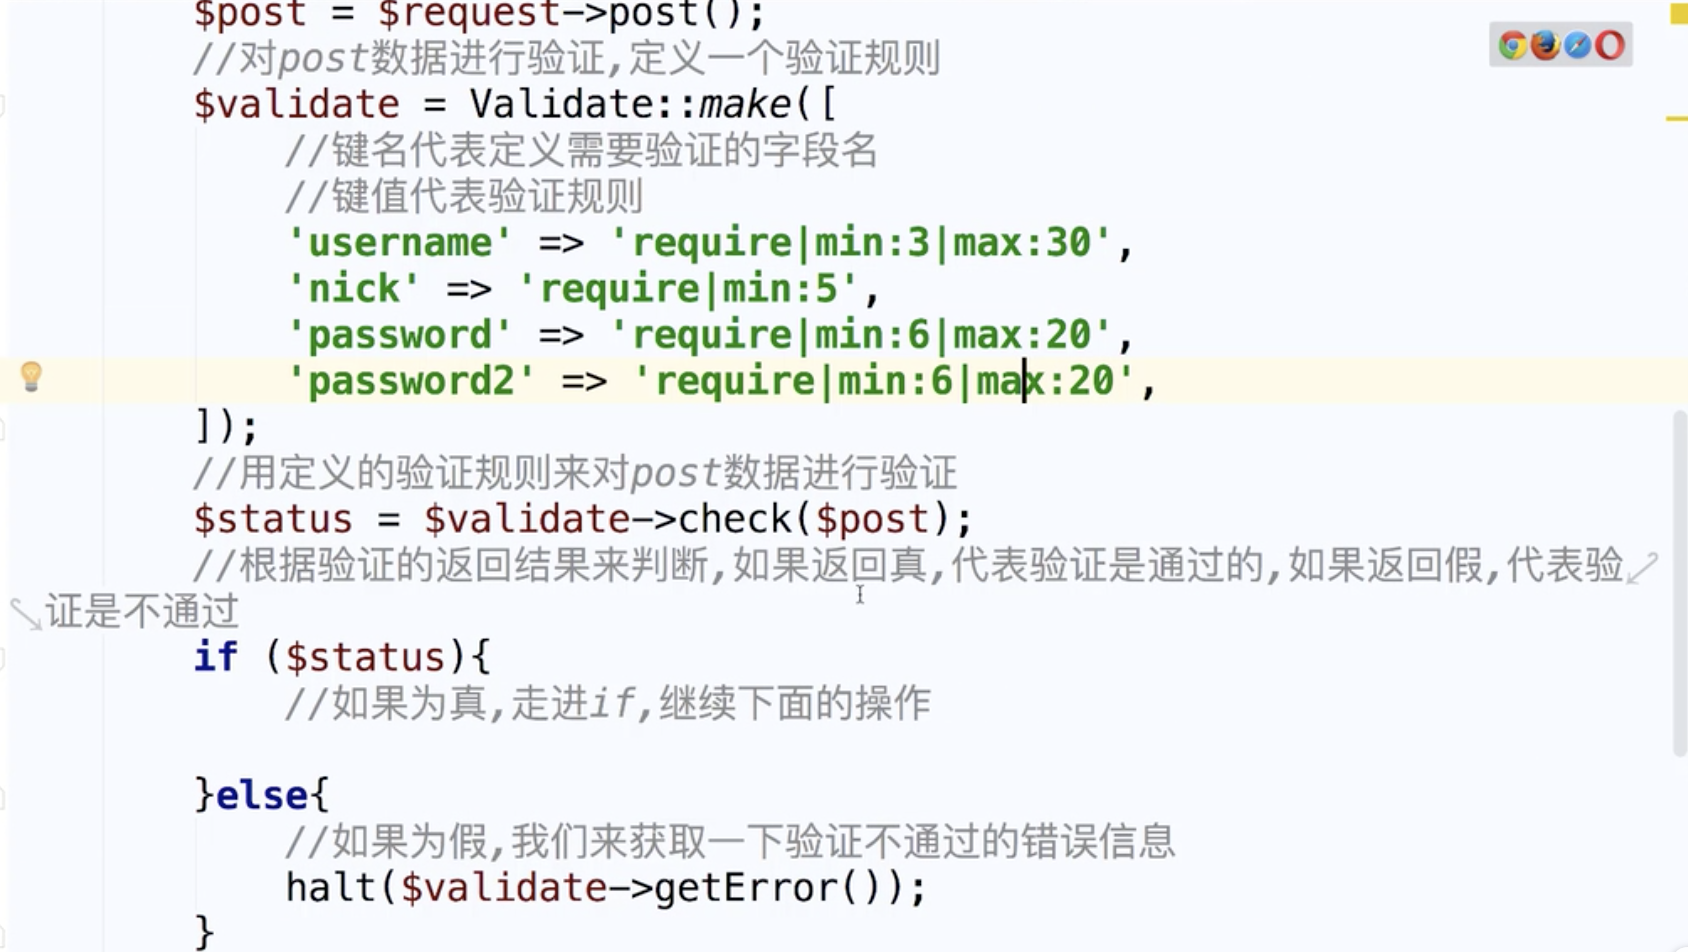 $post = $request->post();
//对post数据进行验证,定义一个验证规则
$validate = Validate::make([
//键名代表定义需要验证的字段名
//键值代表验证规则
'username' => 'require|min:3|max:30',
'nick' => 'require|min:5',
'password' => 'require|min:6|max:20',
'password2' => 'require|min:6|max:20',
]);
//用定义的验证规则来对post数据进行验证
$status = $validate->check($post);
//根据验证的返回结果来判断,如果返回真,代表验证是通过的,如果返回假,代表验
证是不通过
if ($status){
//如果为真,走进if,继续下面的操作
}else{
//如果为假,我们来获取一下验证不通过的错误信息
halt($validate->getError());
}